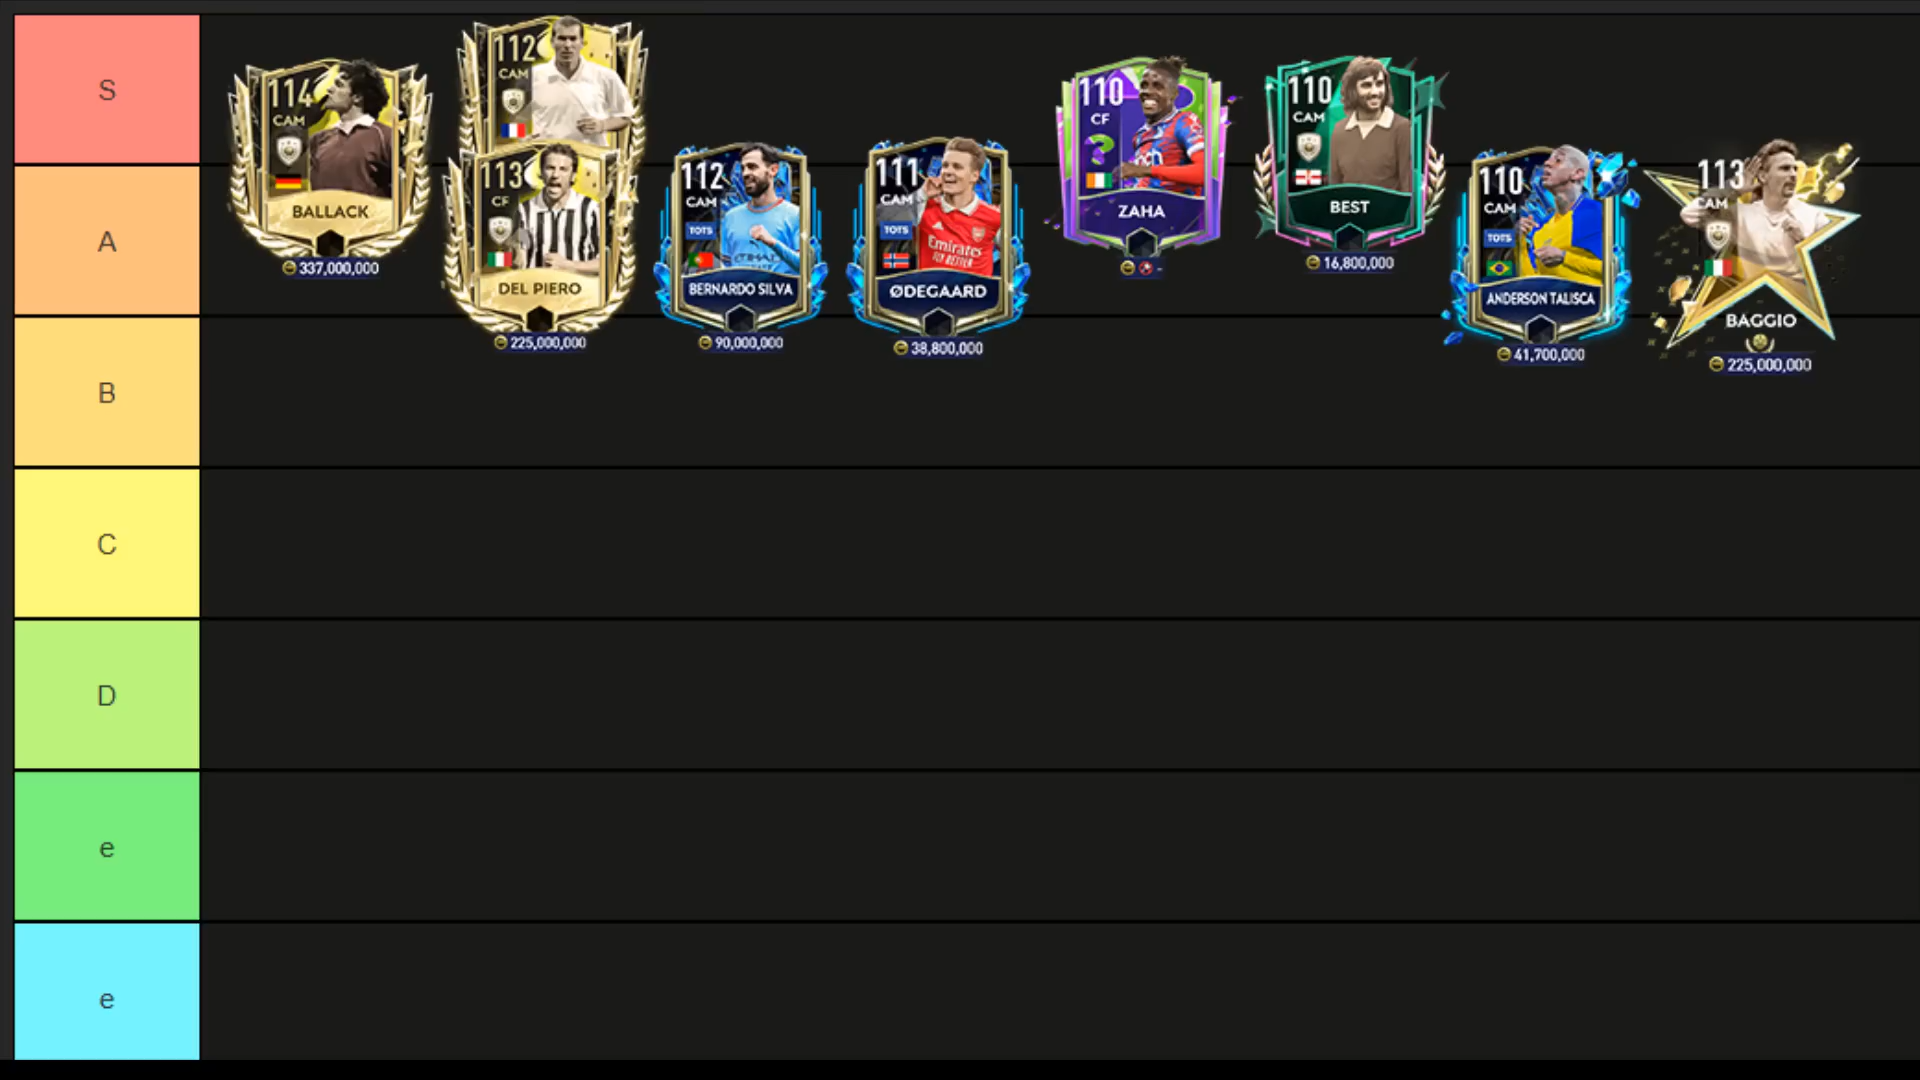 S
A
B
C
D
e
e
114
CAM
BALLACK
337,000,000
112
CAM
113
CF
DEL PIERO
225,000,000
112
CAM
TOTS
BERNARDO SILVA
90,000,000
111
CAM
TOTS
Emirates
FLY BETTER
ØDEGAARD
38,800,000
110
CF
?
ZAHA
-
110
CAM
BEST
16,800,000
110
CAM
TOTS
ANDERSON TALISCA
41,700,000
113
CAM
BAGGIO
225,000,000